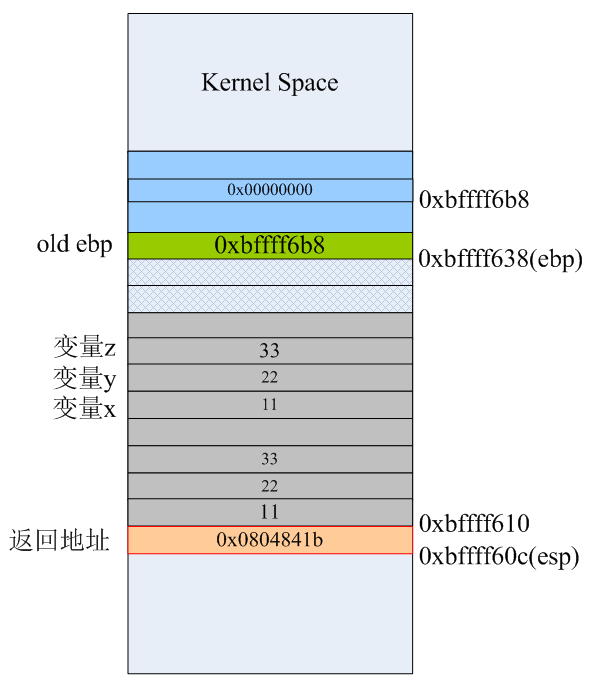 Kernel Space
0x00000000
0xbffff6b8
old ebp
0xbffff6b8
0xbffff638(ebp)
变量z
33
变量y
22
变量x
11
33
22
11
0xbffff610
返回地址
0x0804841b
0xbffff60c(esp)